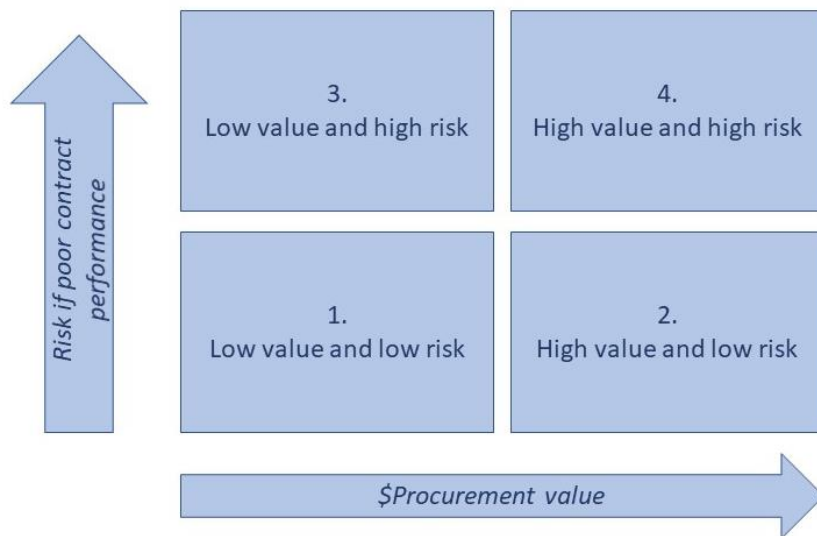 3.
Low value and high risk
4.
High value and high risk
Risk if poor contract
performance
1.
Low value and low risk
2.
High value and low risk
$Procurement value